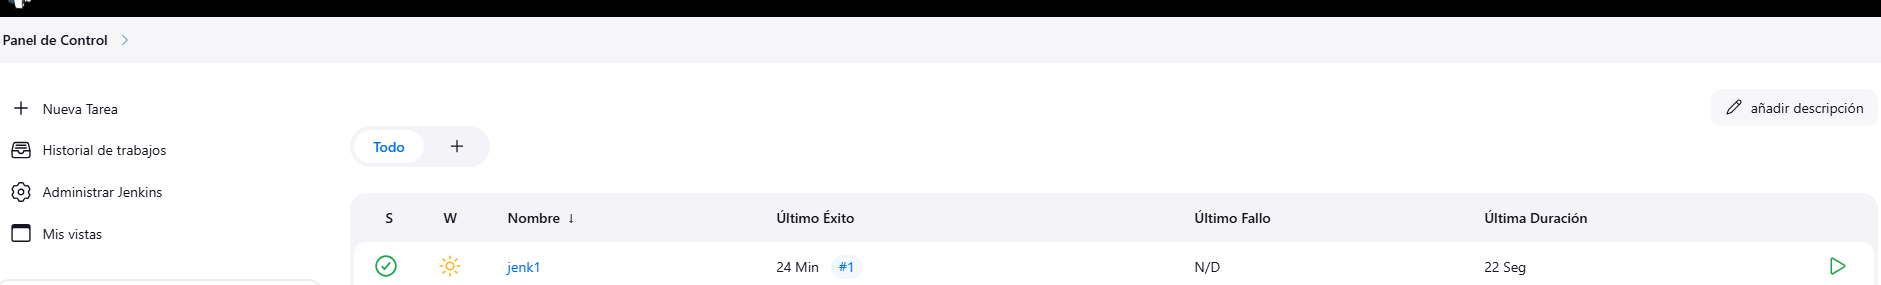 Panel de Control
Nueva Tarea
Historial de trabajos
Administrar Jenkins
Mis vistas
añadir descripción
Todo +
S W Nombre ↓ Último Éxito Último Fallo Última Duración
jenk1 24 Min #1 N/D 22 Seg